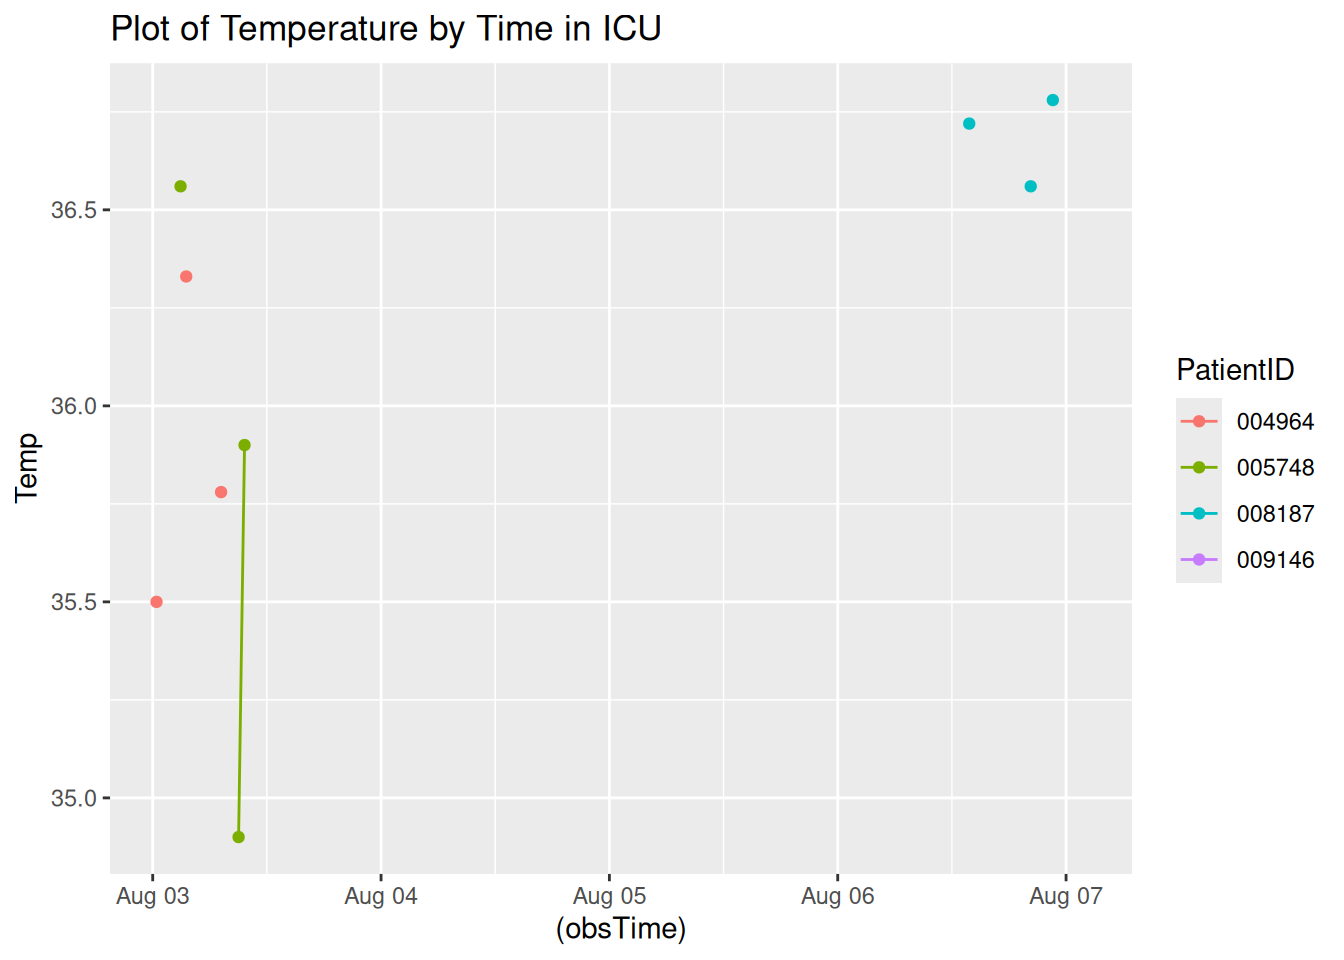 Plot of Temperature by Time in ICU
36.5
36.0
35.5
35.0
Temp
Aug 03 Aug 04 Aug 05 Aug 06 Aug 07
(obsTime)
PatientID
004964
005748
008187
009146